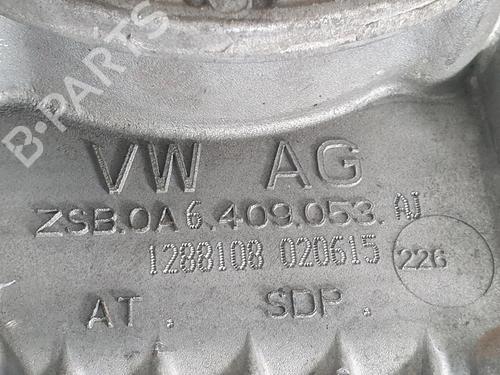 B-PARTS
VW AG
ZSB.0A6.409.053.AJ
1288108 020615 226
AT. SDP.